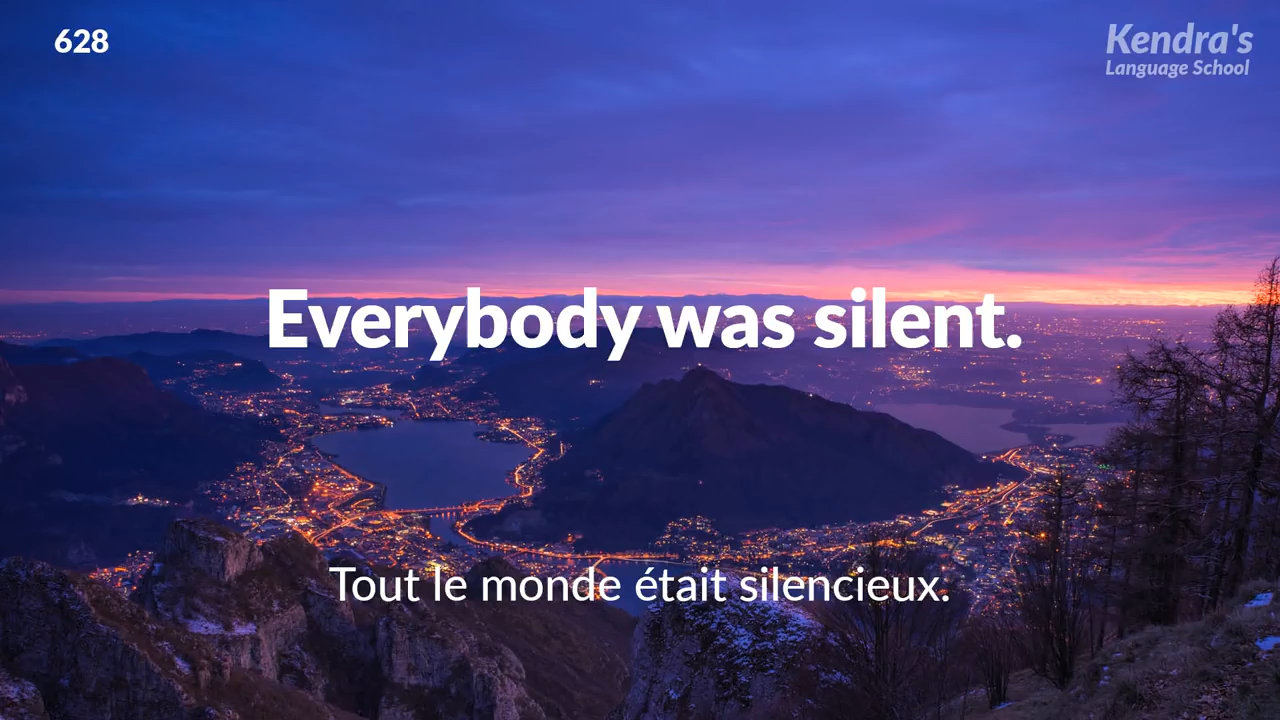 628
Kendra's
Language School
Everybody was silent.
Tout le monde était silencieux.